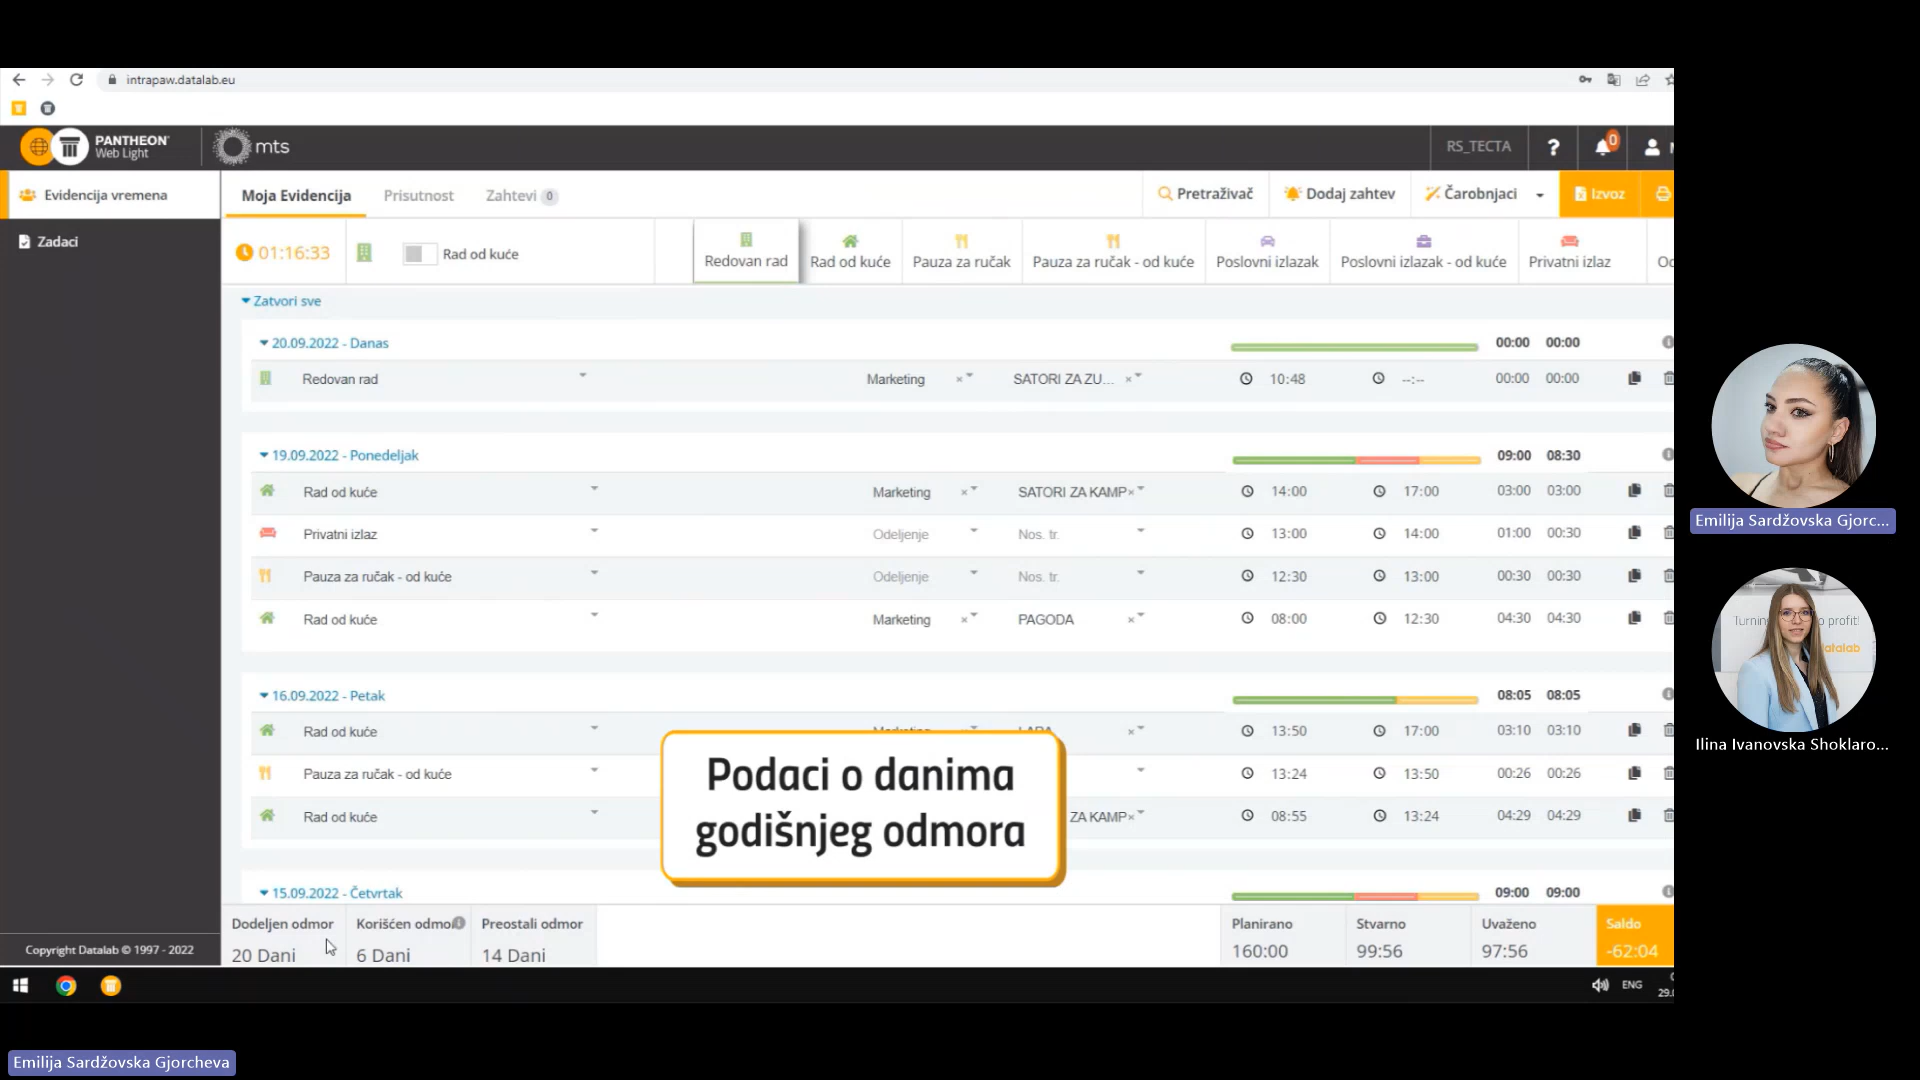 intrapaw.datalab.eu
PANTHEON
Web Light
mts
RS_TECTA
?
0
Evidencija vremena
Moja Evidencija
Prisutnost
Zahtevi 0
Pretraživač
Dodaj zahtev
Čarobnjaci
Izvoz
Zadaci
01:16:33
Rad od kuće
Redovan rad
Rad od kuće
Pauza za ručak
Pauza za ručak - od kuće
Poslovni izlazak
Poslovni izlazak - od kuće
Privatni izlaz
Zatvori sve
20.09.2022 - Danas 00:00 00:00
Redovan rad Marketing × SATORI ZA ZU... × 10:48 --:-- 00:00 00:00
19.09.2022 - Ponedeljak 09:00 08:30
Rad od kuće Marketing × SATORI ZA KAMP× 14:00 17:00 03:00 03:00
Privatni izlaz Odeljenje Nos. tr. 13:00 14:00 01:00 00:30
Pauza za ručak - od kuće Odeljenje Nos. tr. 12:30 13:00 00:30 00:30
Rad od kuće Marketing × PAGODA × 08:00 12:30 04:30 04:30
16.09.2022 - Petak 08:05 08:05
Rad od kuće × 13:50 17:00 03:10 03:10
Pauza za ručak - od kuće 13:24 13:50 00:26 00:26
Rad od kuće ZA KAMP× 08:55 13:24 04:29 04:29
Podaci o danima
godišnjeg odmora
15.09.2022 - Četvrtak 09:00 09:00
Dodeljen odmor
20 Dani
Korišćen odmo
6 Dani
Preostali odmor
14 Dani
Planirano
160:00
Stvarno
99:56
Uvaženo
97:56
Saldo
-62:04
Copyright Datalab © 1997 - 2022
ENG
29.
Emilija Sardžovska Gjorc...
Turnin o profit!
atalab
Ilina Ivanovska Shoklaro...
Emilija Sardžovska Gjorcheva